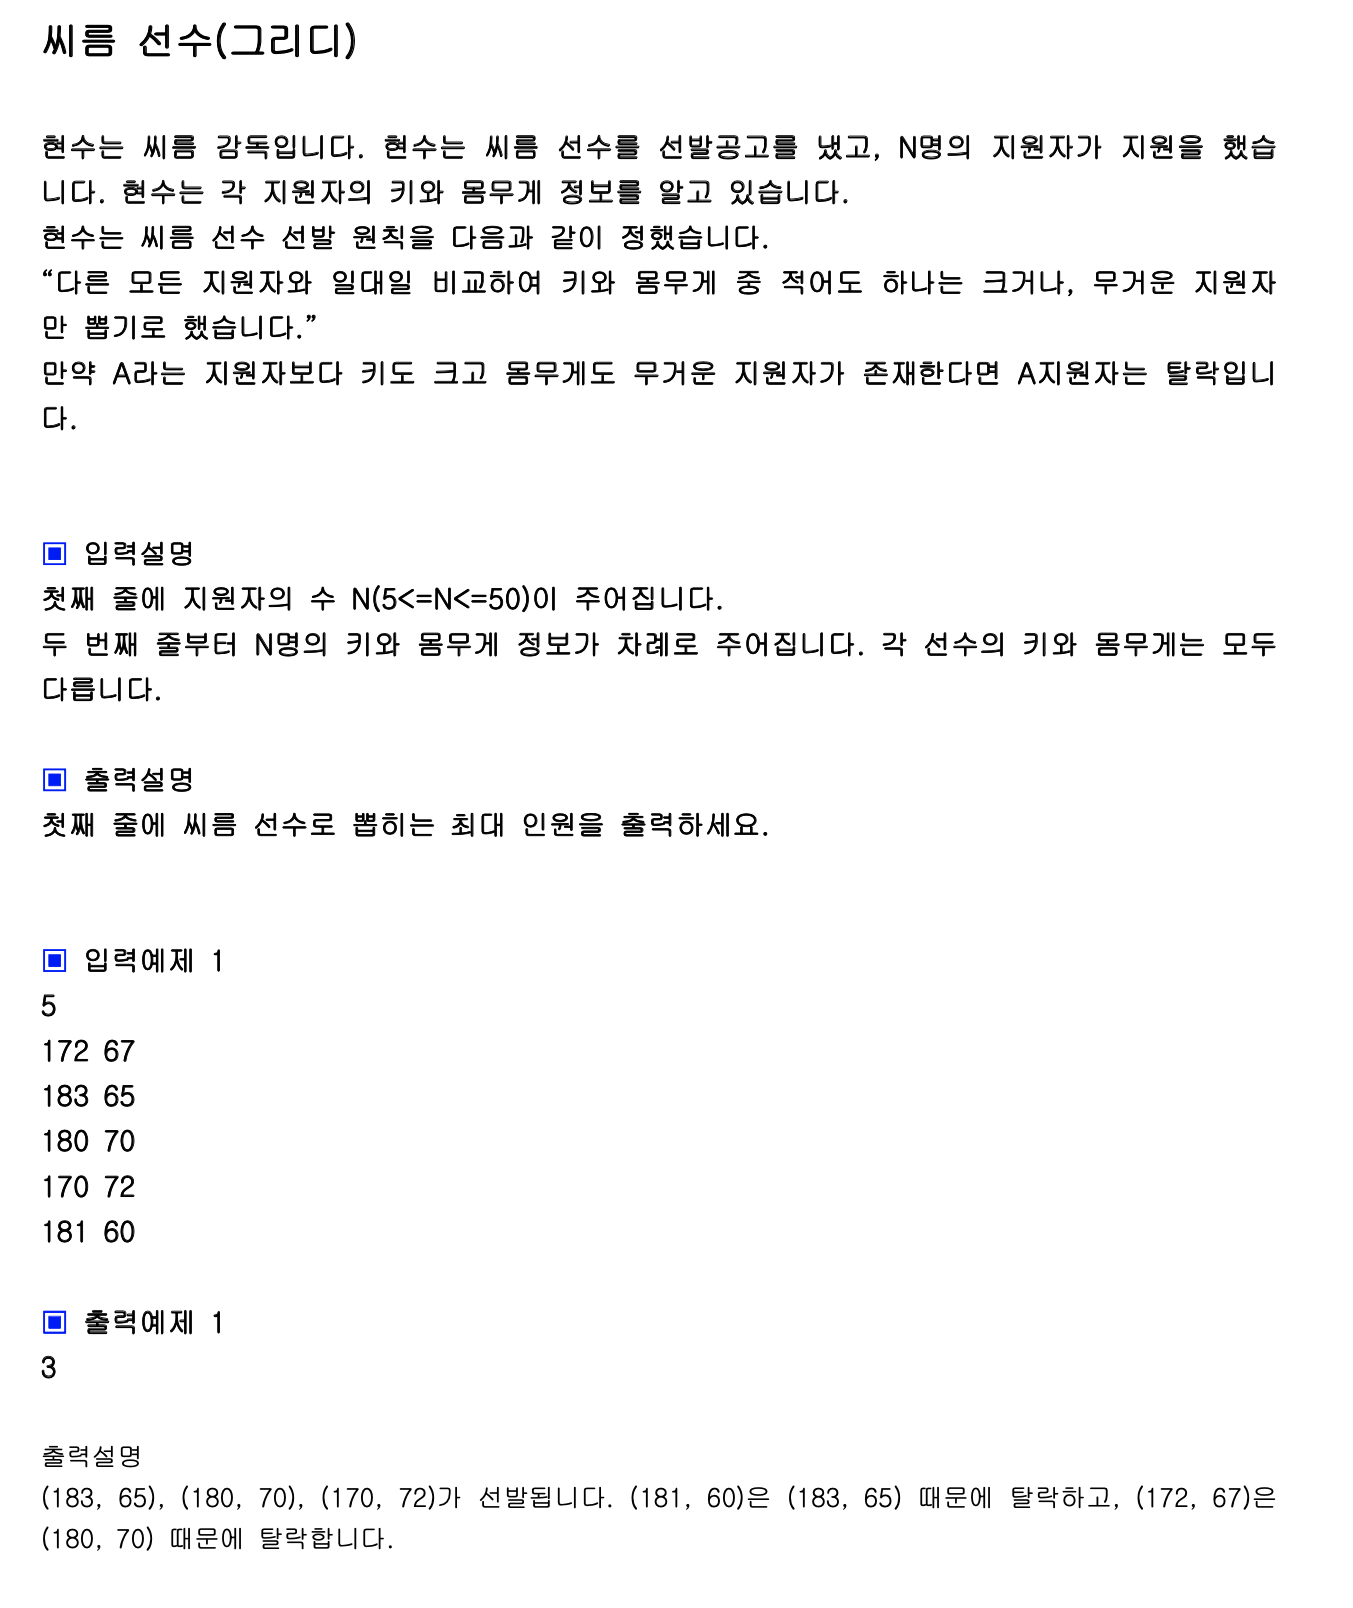 씨름 선수(그리디)
현수는 씨름 감독입니다. 현수는 씨름 선수를 선발공고를 냈고, N명의 지원자가 지원을 했습
니다. 현수는 각 지원자의 키와 몸무게 정보를 알고 있습니다.
현수는 씨름 선수 선발 원칙을 다음과 같이 정했습니다.
“다른 모든 지원자와 일대일 비교하여 키와 몸무게 중 적어도 하나는 크거나, 무거운 지원자
만 뽑기로 했습니다.”
만약 A라는 지원자보다 키도 크고 몸무게도 무거운 지원자가 존재한다면 A지원자는 탈락입니
다.
▣ 입력설명
첫째 줄에 지원자의 수 N(5<=N<=50)이 주어집니다.
두 번째 줄부터 N명의 키와 몸무게 정보가 차례로 주어집니다. 각 선수의 키와 몸무게는 모두
다릅니다.
▣ 출력설명
첫째 줄에 씨름 선수로 뽑히는 최대 인원을 출력하세요.
▣ 입력예제 1
5
172 67
183 65
180 70
170 72
181 60
▣ 출력예제 1
3
출력설명
(183, 65), (180, 70), (170, 72)가 선발됩니다. (181, 60)은 (183, 65) 때문에 탈락하고, (172, 67)은
(180, 70) 때문에 탈락합니다.